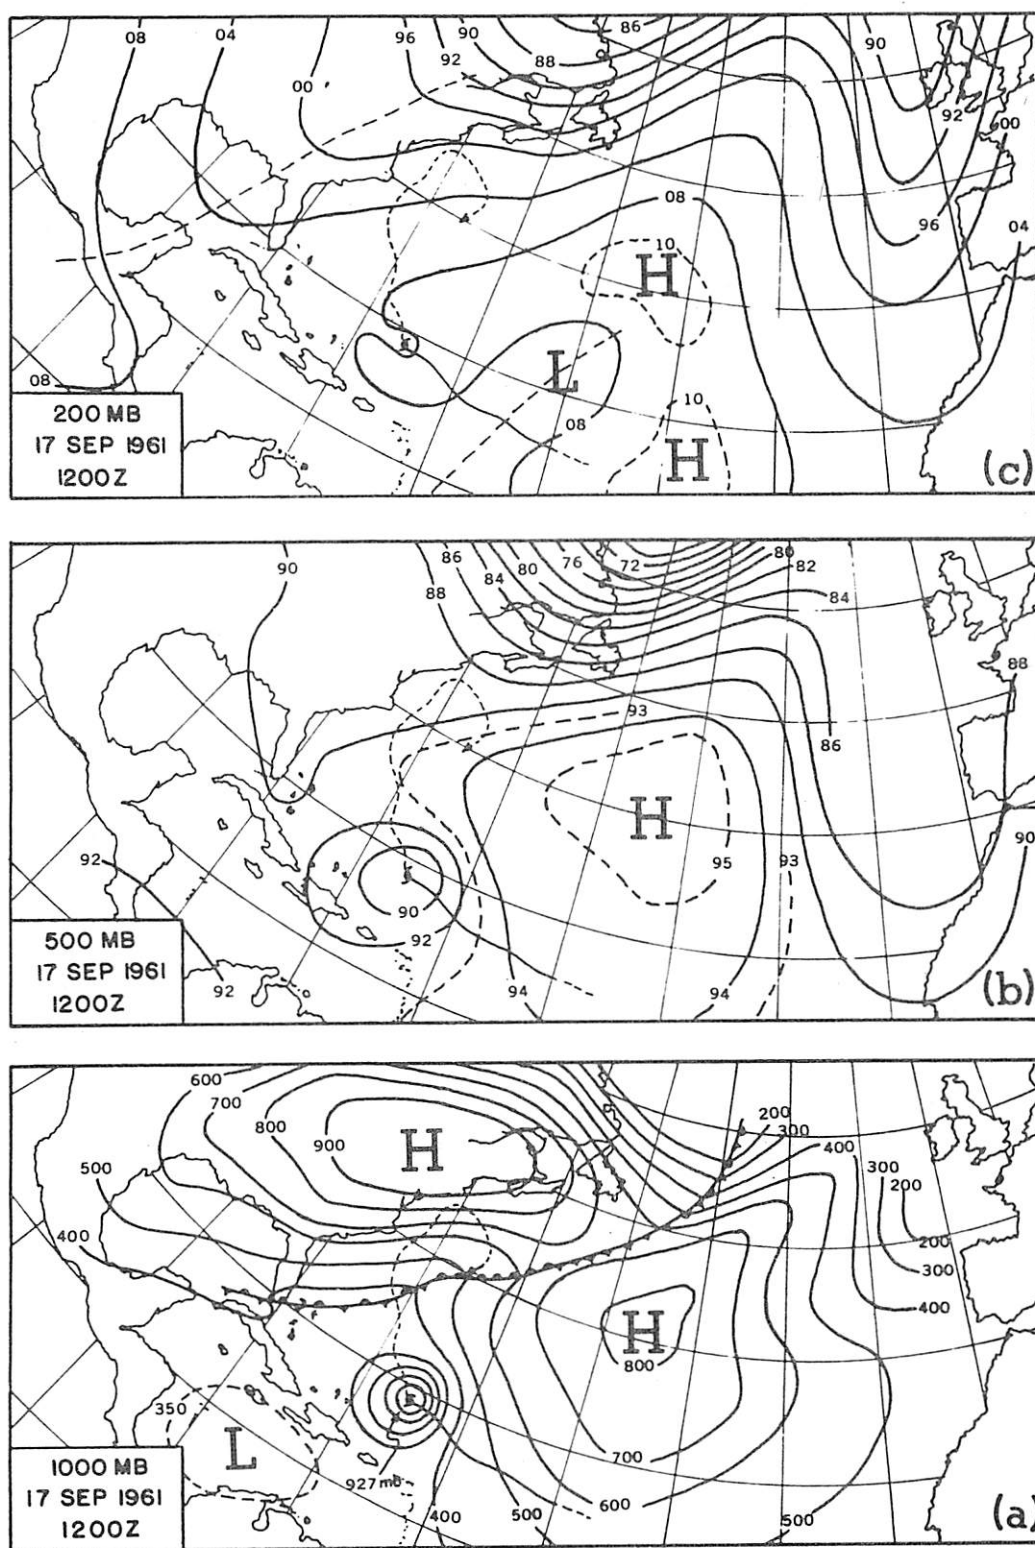 08 04 96 90 86 90
92 88
00
92 00
08 96 04
10
H
L
08 10 08
H
200 MB
17 SEP 1961
1200Z
(c)
90 86 84 80 76 72 80 82
88 84
88
93
86
H
92 95 93 90
90
92
500 MB
17 SEP 1961
1200Z
92 94 94
(b)
600
700
800
900
H
200
300
400
300
200
500
400
200
300
400
H
800
350
L
700
927 mb
1000 MB
17 SEP 1961
1200Z
400 500 600 500
(a)